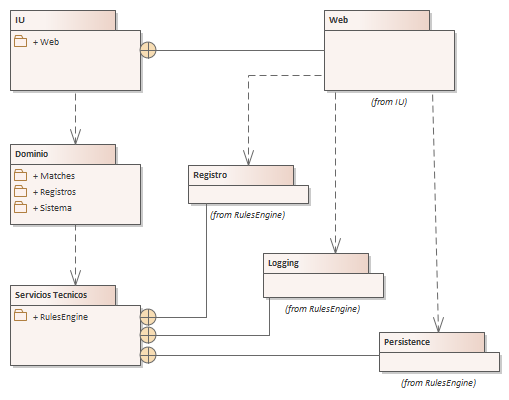 IU
+ Web
Web
(from IU)
Dominio
+ Matches
+ Registros
+ Sistema
Registro
(from RulesEngine)
Logging
(from RulesEngine)
Servicios Tecnicos
+ RulesEngine
Persistence
(from RulesEngine)